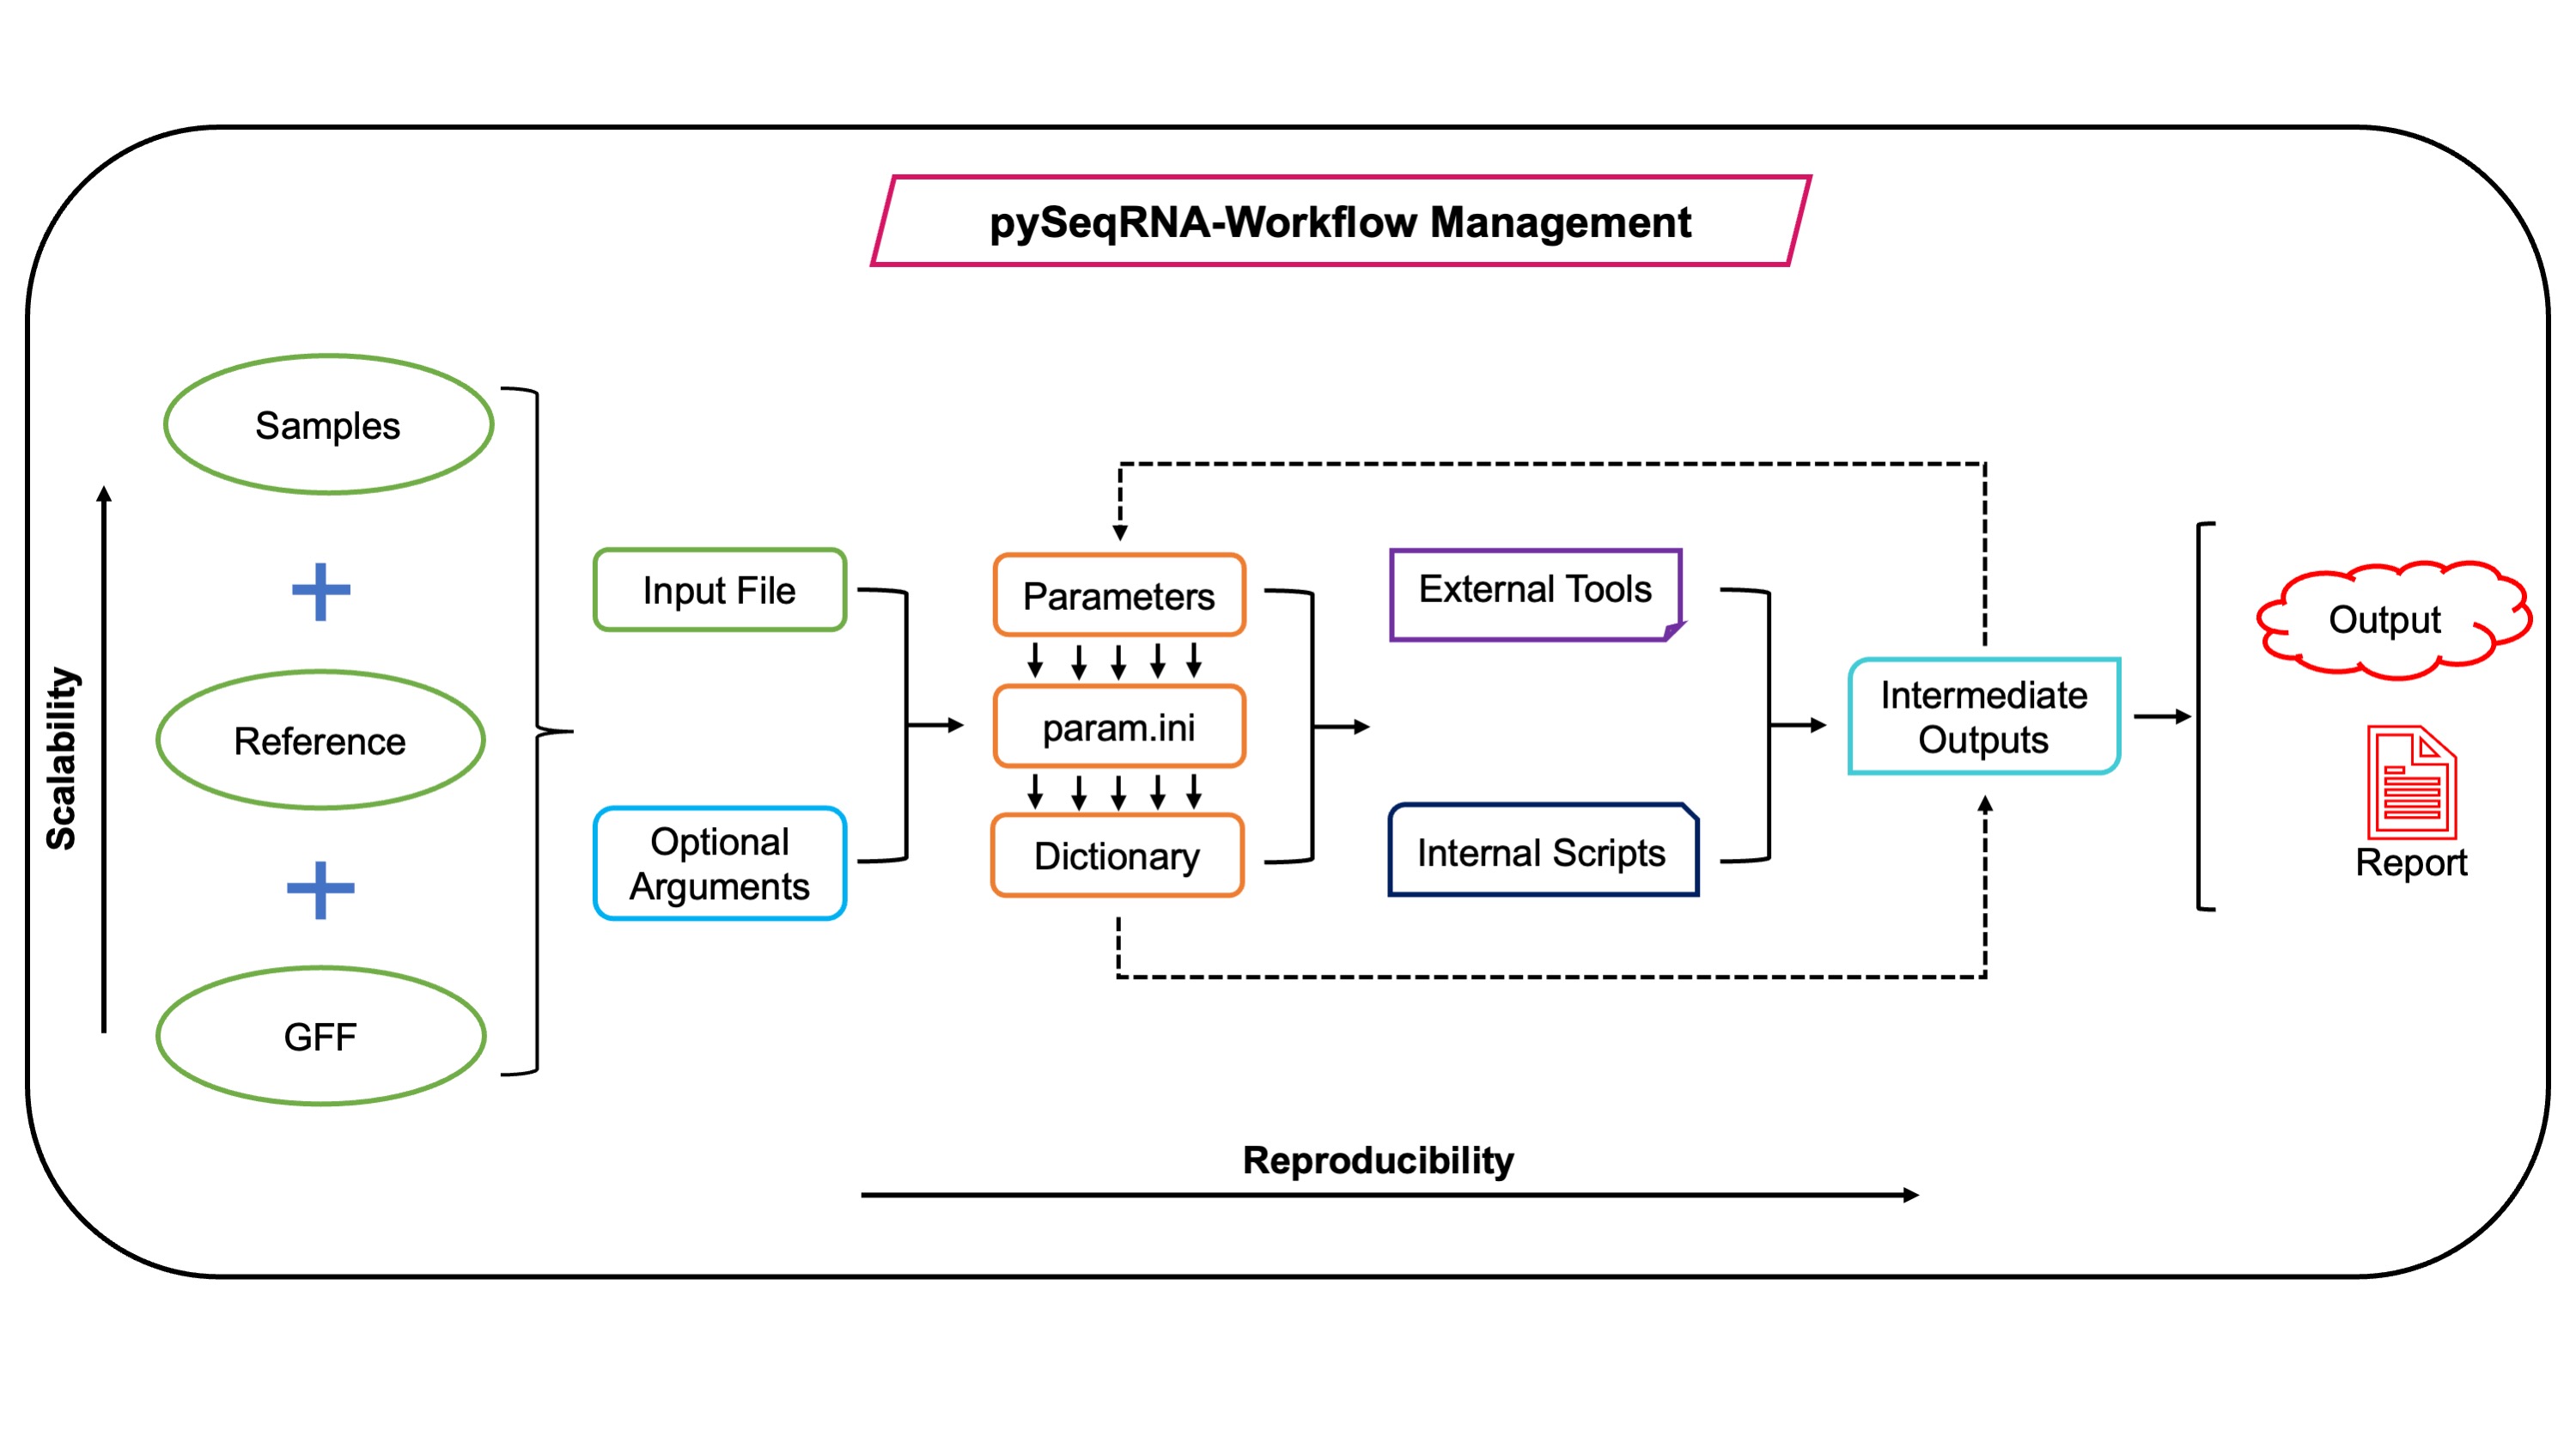 pySeqRNA-Workflow Management
Scalability
Samples
Reference
GFF
Input File
Optional
Arguments
Parameters
param.ini
Dictionary
External Tools
Internal Scripts
Intermediate
Outputs
Output
Report
Reproducibility